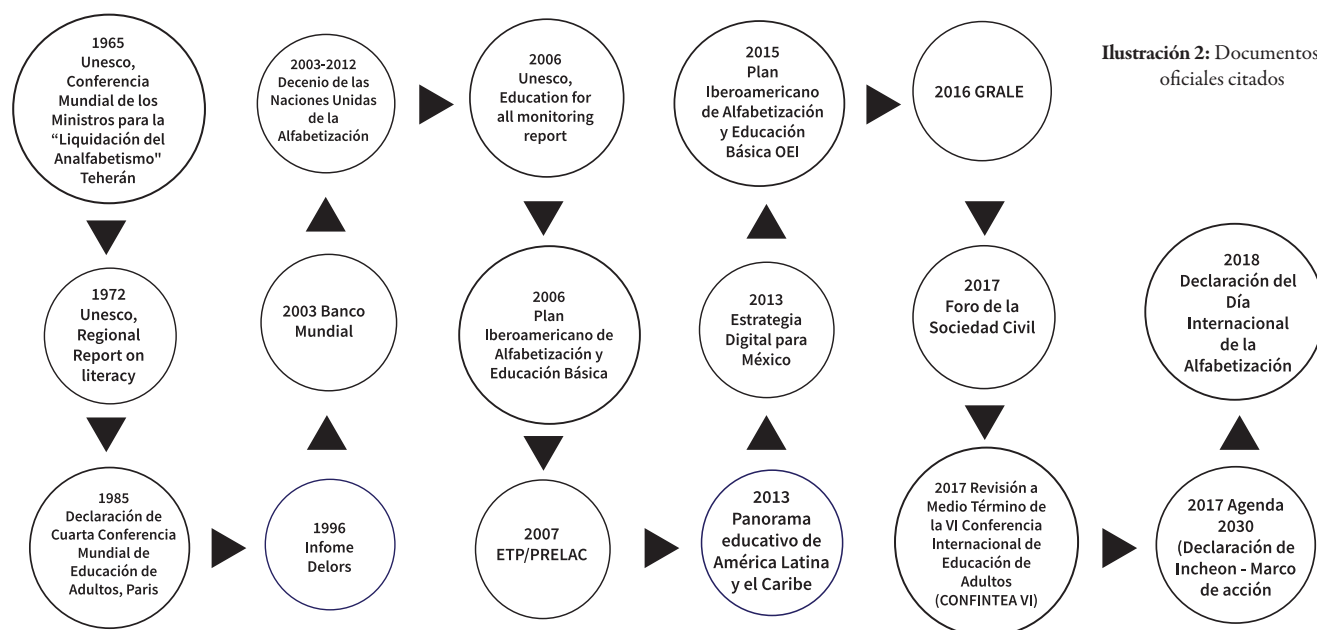 1965
Unesco,
Conferencia
Mundial de los
Ministros para la
“Liquidación del
Analfabetismo"
Teherán
1972
Unesco,
Regional
Report on
literacy
1985
Declaración de
Cuarta Conferencia
Mundial de
Educación de
Adultos, Paris
1996
Infome
Delors
2003 Banco
Mundial
2003-2012
Decenio de las
Naciones Unidas
de la
Alfabetización
2006
Unesco,
Education for
all monitoring
report
2006
Plan
Iberoamericano de
Alfabetización y
Educación Básica
2007
ETP/PRELAC
2013
Panorama
educativo de
América Latina
y el Caribe
2013
Estrategia
Digital para
México
2015
Plan
Iberoamericano
de Alfabetización
y Educación
Básica OEI
2016 GRALE
2017
Foro de la
Sociedad Civil
2017 Revisión a
Medio Término de
la VI Conferencia
Internacional de
Educación de
Adultos
(CONFINTEA VI)
2017 Agenda
2030
(Declaración de
Incheon - Marco
de acción
2018
Declaración del
Día
Internacional
de la
Alfabetización
Ilustración 2: Documentos
oficiales citados